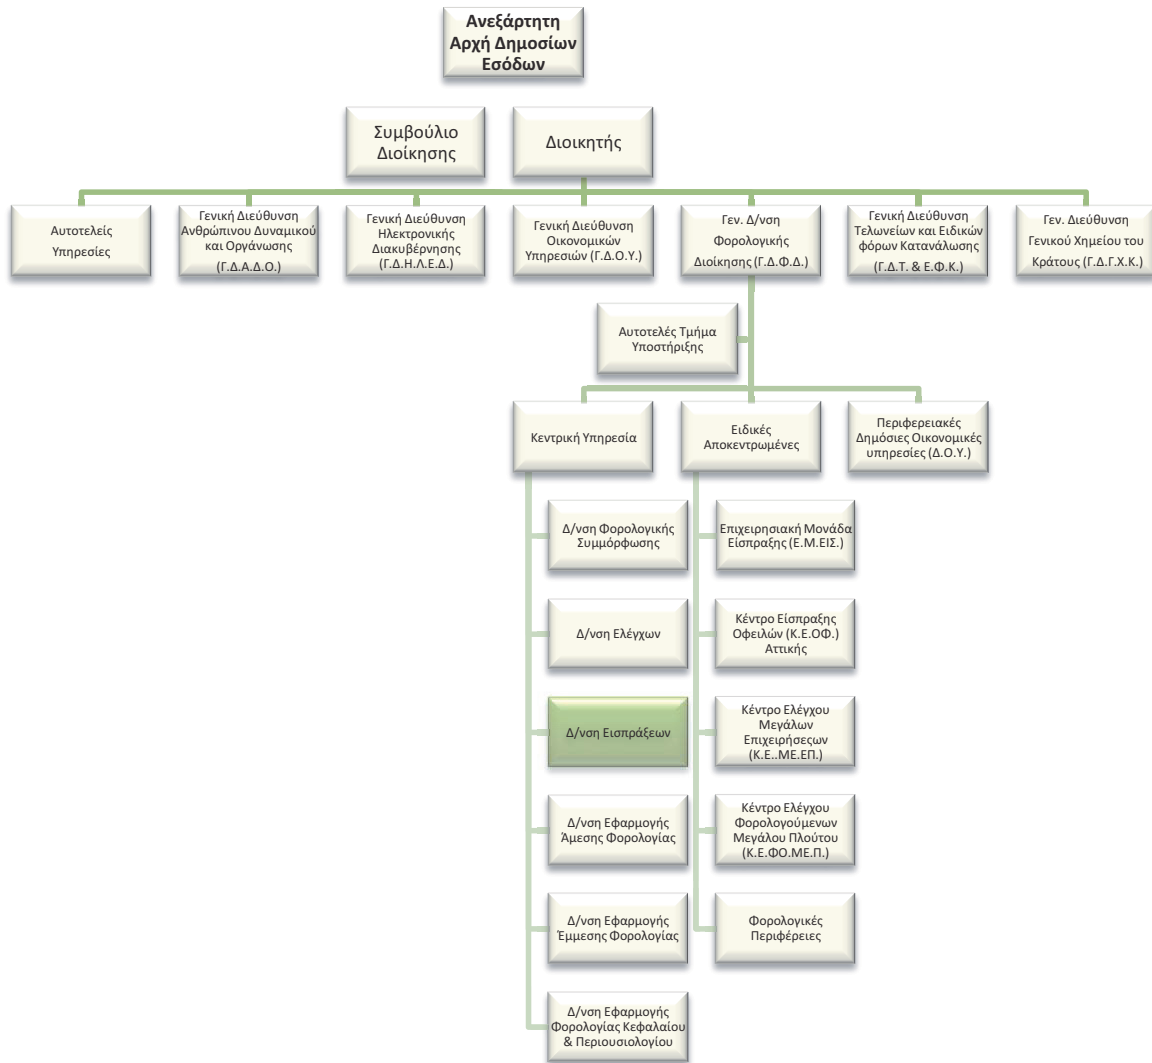 Ανεξάρτητη
Αρχή Δημοσίων
Εσόδων
Συμβούλιο
Διοίκησης
Διοικητής
Αυτοτελείς
Υπηρεσίες
Γενική Διεύθυνση
Ανθρώπινου Δυναμικού
και Οργάνωσης
(Γ.Δ.Α.Δ.Ο.)
Γενική Διεύθυνση
Ηλεκτρονικής
Διακυβέρνησης
(Γ.Δ.Η.Λ.Ε.Δ.)
Γενική Διεύθυνση
Οικονομικών
Υπηρεσιών (Γ.Δ.Ο.Υ.)
Γεν. Δ/νση
Φορολογικής
Διοίκησης (Γ.Δ.Φ.Δ.)
Γενική Διεύθυνση
Τελωνείων και Ειδικών
φόρων Κατανάλωσης
(Γ.Δ.Τ. & Ε.Φ.Κ.)
Γεν. Διεύθυνση
Γενικού Χημείου του
Κράτους (Γ.Δ.Γ.Χ.Κ.)
Αυτοτελές Τμήμα
Υποστήριξης
Κεντρική Υπηρεσία
Ειδικές
Αποκεντρωμένες
Περιφερειακές
Δημόσιες Οικονομικές
υπηρεσίες (Δ.Ο.Υ.)
Δ/νση Φορολογικής
Συμμόρφωσης
Δ/νση Ελέγχων
Δ/νση Εισπράξεων
Δ/νση Εφαρμογής
Άμεσης Φορολογίας
Δ/νση Εφαρμογής
Έμμεσης Φορολογίας
Δ/νση Εφαρμογής
Φορολογίας Κεφαλαίου
& Περιουσιολογίου
Επιχειρησιακή Μονάδα
Είσπραξης (Ε.Μ.ΕΙΣ.)
Κέντρο Είσπραξης
Οφειλών (Κ.Ε.ΟΦ.)
Αττικής
Κέντρο Ελέγχου
Μεγάλων
Επιχειρήσεςων
(Κ.Ε..ΜΕ.ΕΠ.)
Κέντρο Ελέγχου
Φορολογούμενων
Μεγάλου Πλούτου
(Κ.Ε.ΦΟ.ΜΕ.Π.)
Φορολογικές
Περιφέρειες